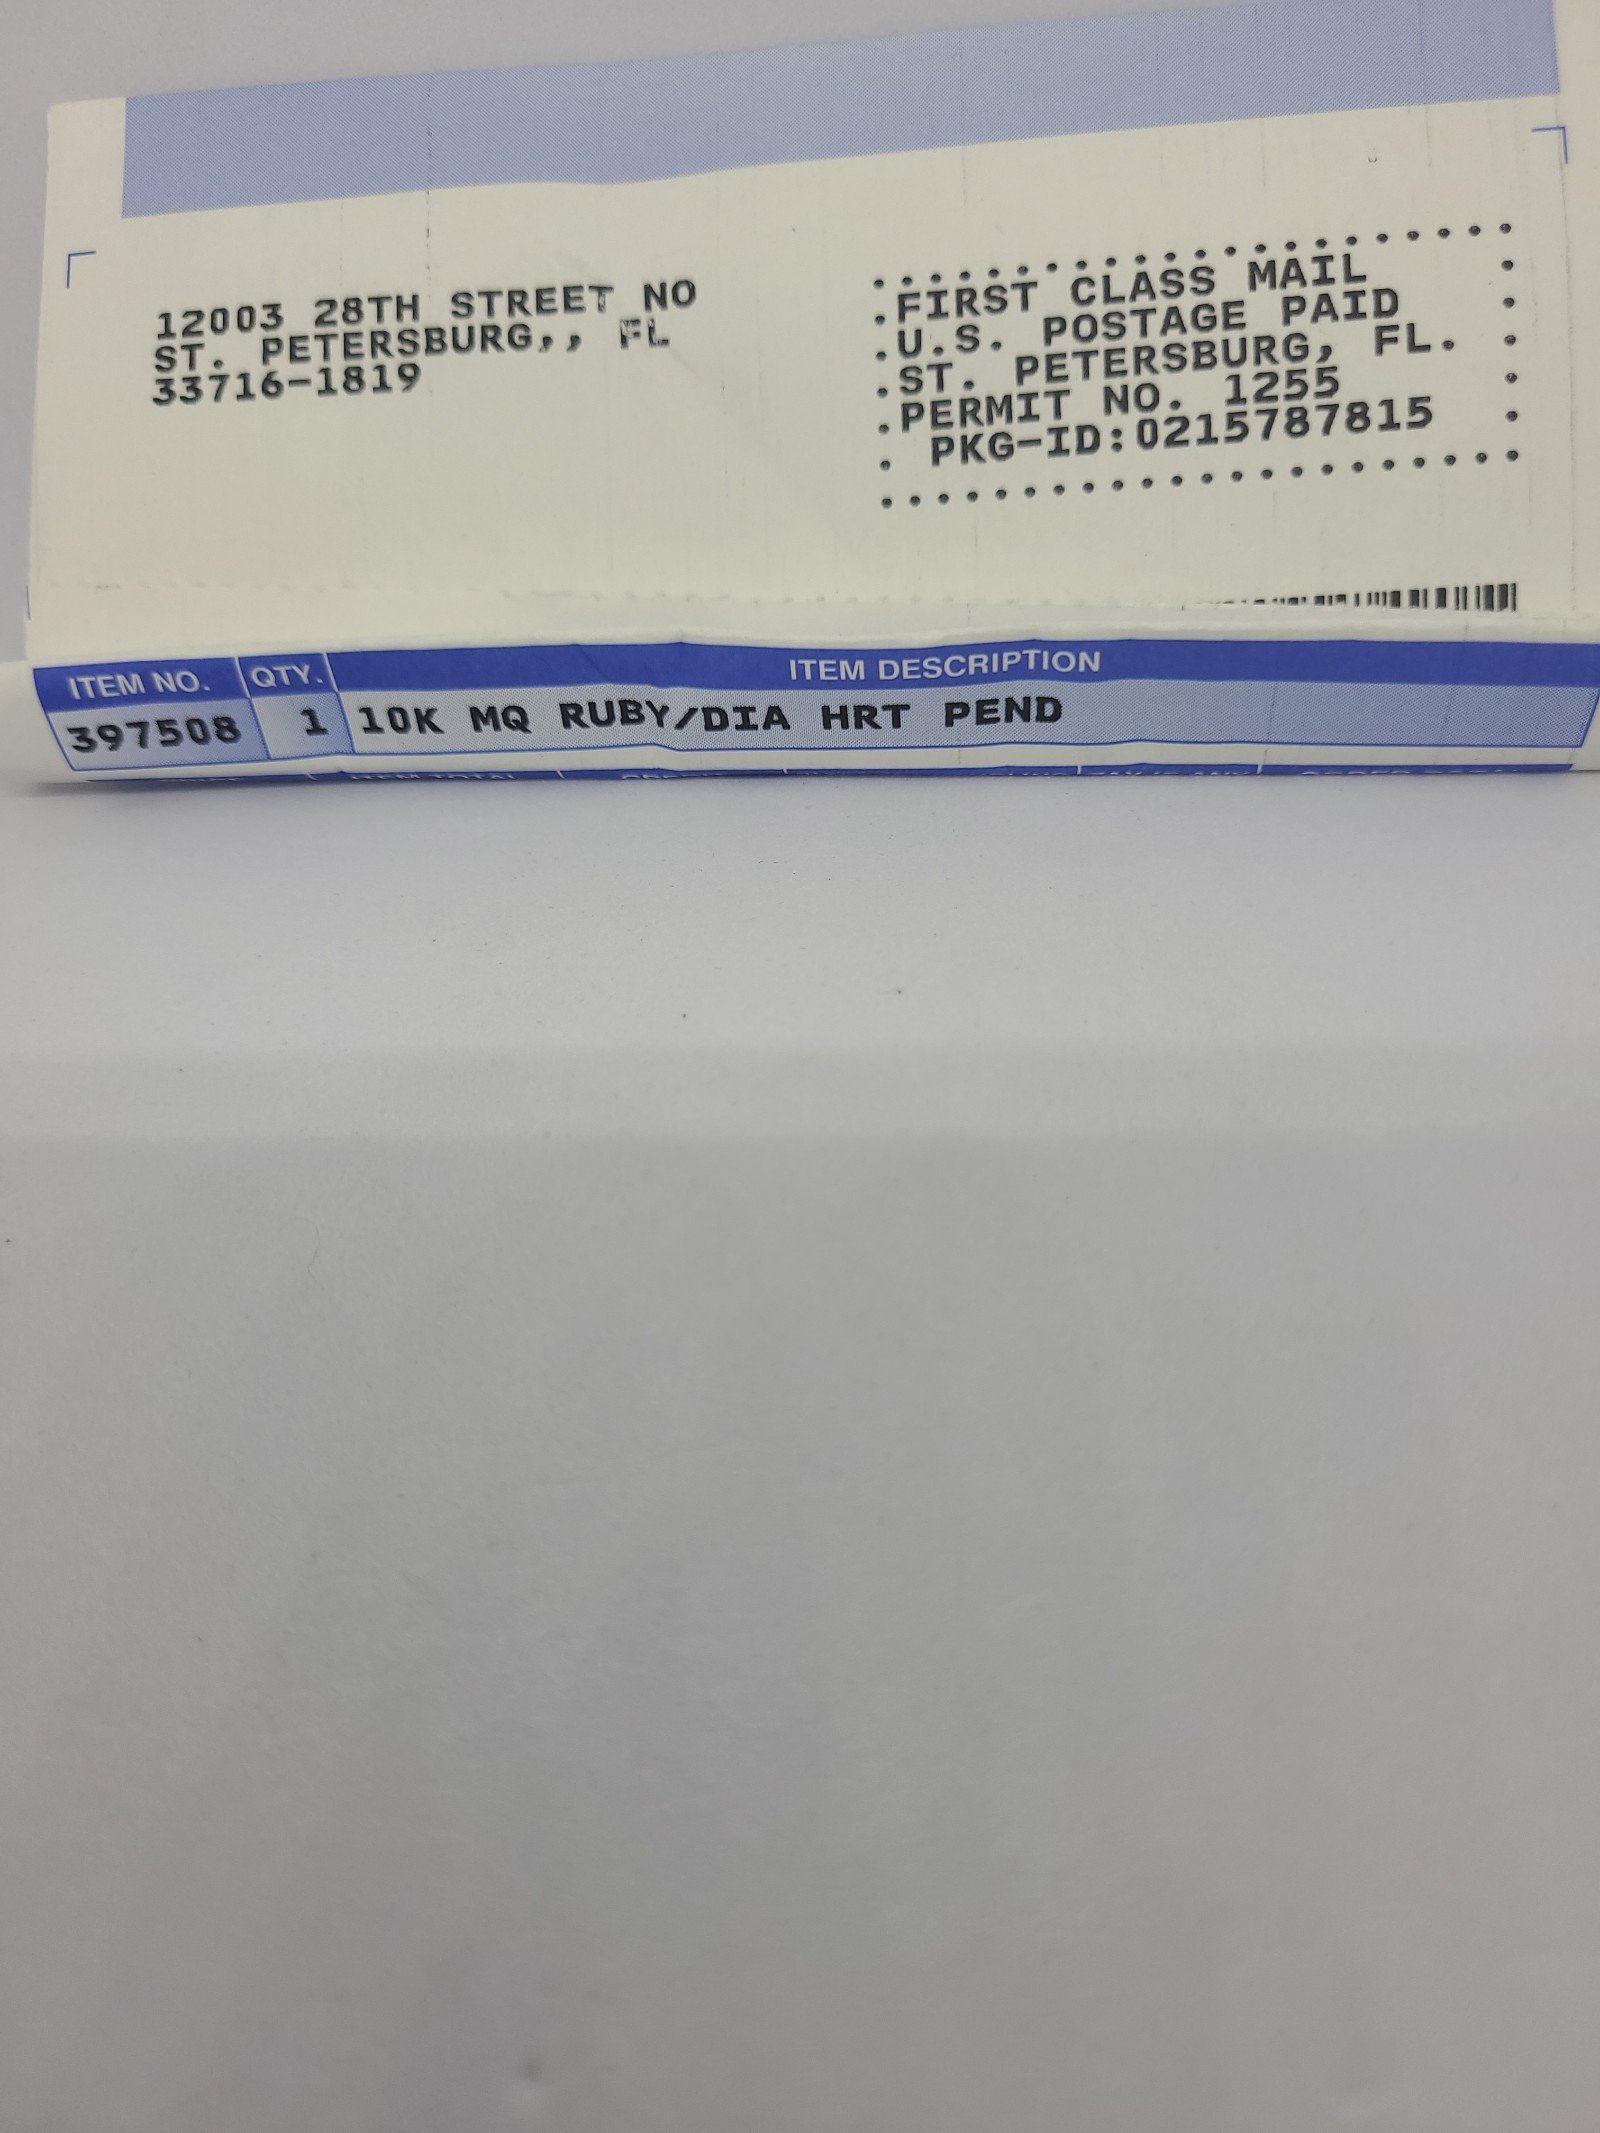 12003 28TH STREET NO
ST. PETERSBURG,, FL
33716-1819
FIRST CLASS MAIL
U.S. POSTAGE PAID
ST. PETERSBURG, FL.
PERMIT NO. 1255
PKG-ID:0215787815
ITEM NO. QTY. ITEM DESCRIPTION
397508 1 10K MQ RUBY/DIA HRT PEND